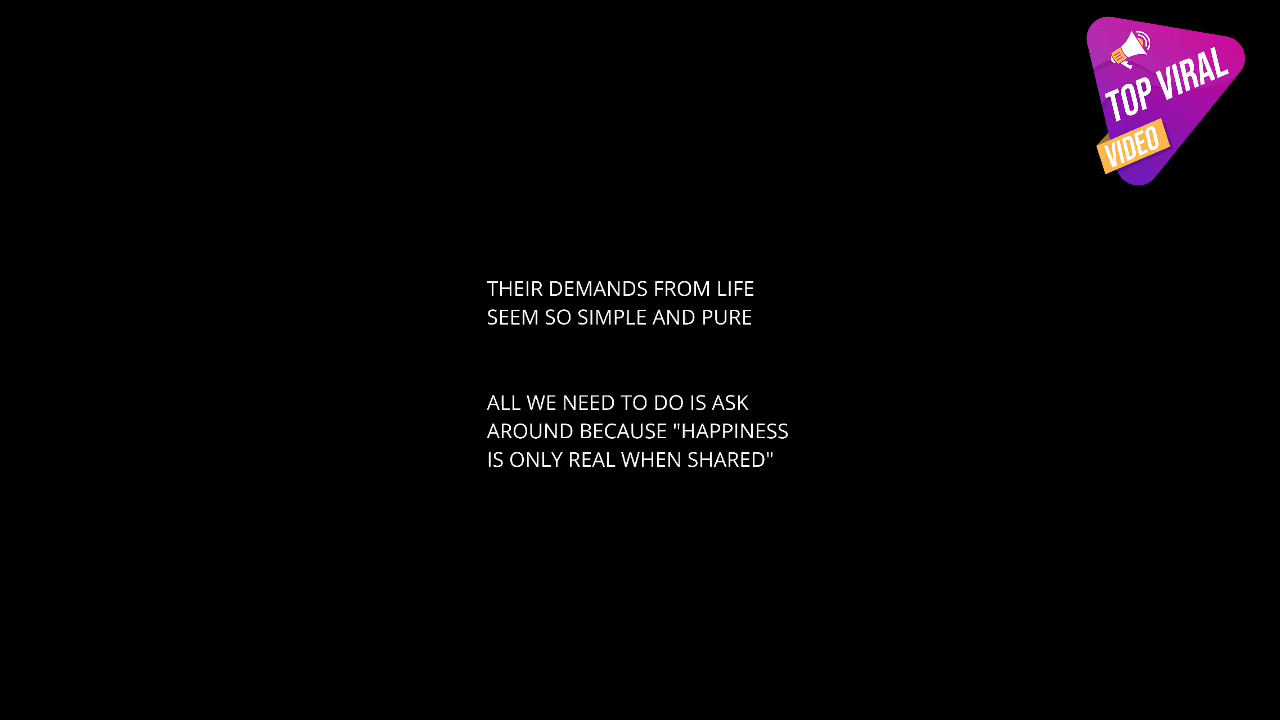 TOP VIRAL
VIDEO
THEIR DEMANDS FROM LIFE
SEEM SO SIMPLE AND PURE
ALL WE NEED TO DO IS ASK
AROUND BECAUSE "HAPPINESS
IS ONLY REAL WHEN SHARED"